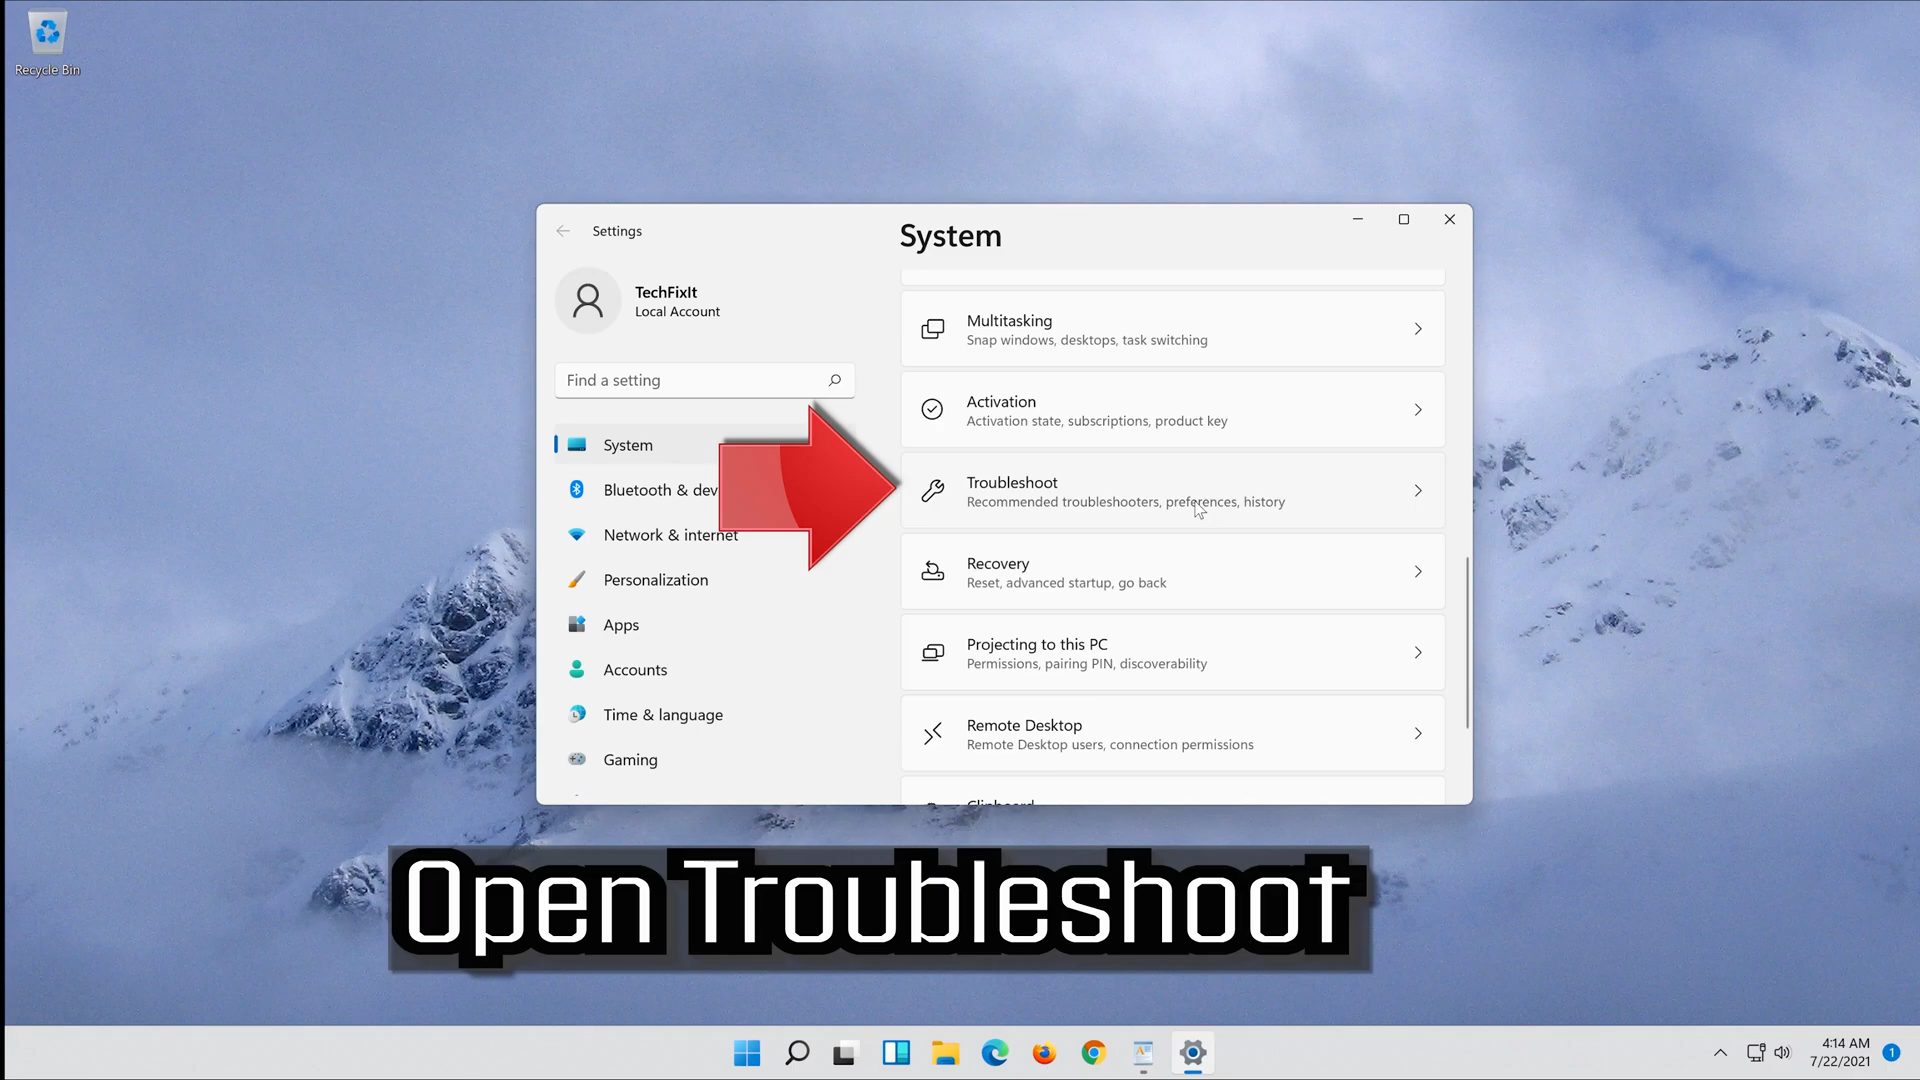 Recycle Bin
Settings
System
TechFixIt
Local Account
Find a setting
System
Bluetooth & dev
Network & internet
Personalization
Apps
Accounts
Time & language
Gaming
Multitasking
Snap windows, desktops, task switching
Activation
Activation state, subscriptions, product key
Troubleshoot
Recommended troubleshooters, preferences, history
Recovery
Reset, advanced startup, go back
Projecting to this PC
Permissions, pairing PIN, discoverability
Remote Desktop
Remote Desktop users, connection permissions
Clipboard
Open Troubleshoot
4:14 AM
7/22/2021
1